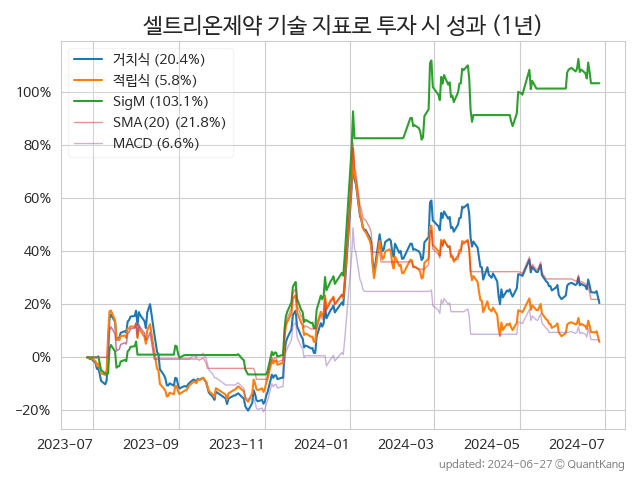 셀트리온제약 기술 지표로 투자 시 성과 (1년)
거치식 (20.4%)
적립식 (5.8%)
SigM (103.1%)
SMA(20) (21.8%)
MACD (6.6%)
100%
80%
60%
40%
20%
0%
−20%
2023-07 2023-09 2023-11 2024-01 2024-03 2024-05 2024-07
updated: 2024-06-27 © QuantKang